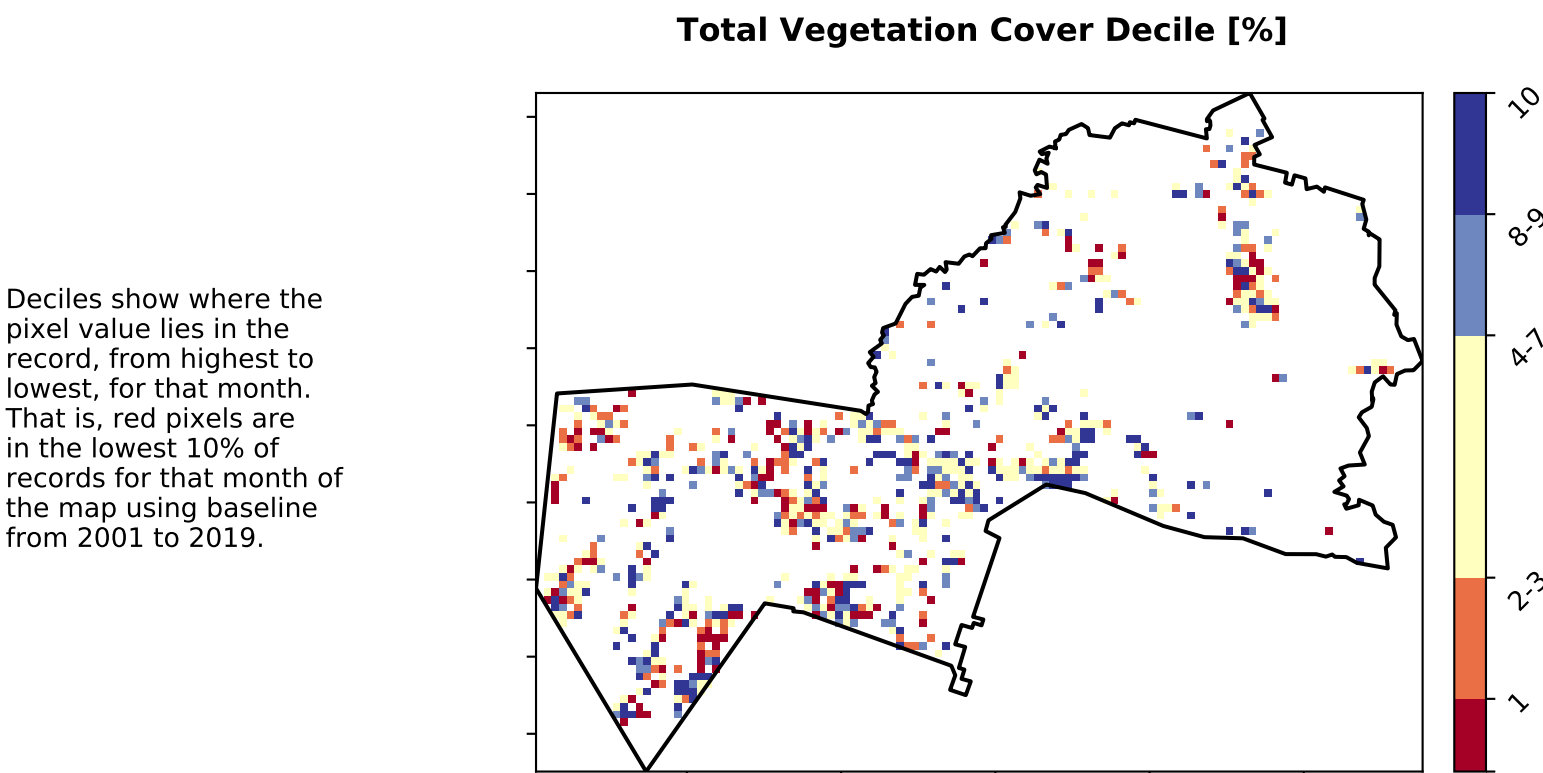 Total Vegetation Cover Decile [%]
Deciles show where the
pixel value lies in the
record, from highest to
lowest, for that month.
That is, red pixels are
in the lowest 10% of
records for that month of
the map using baseline
from 2001 to 2019.
10
8-9
4-7
2-3
1